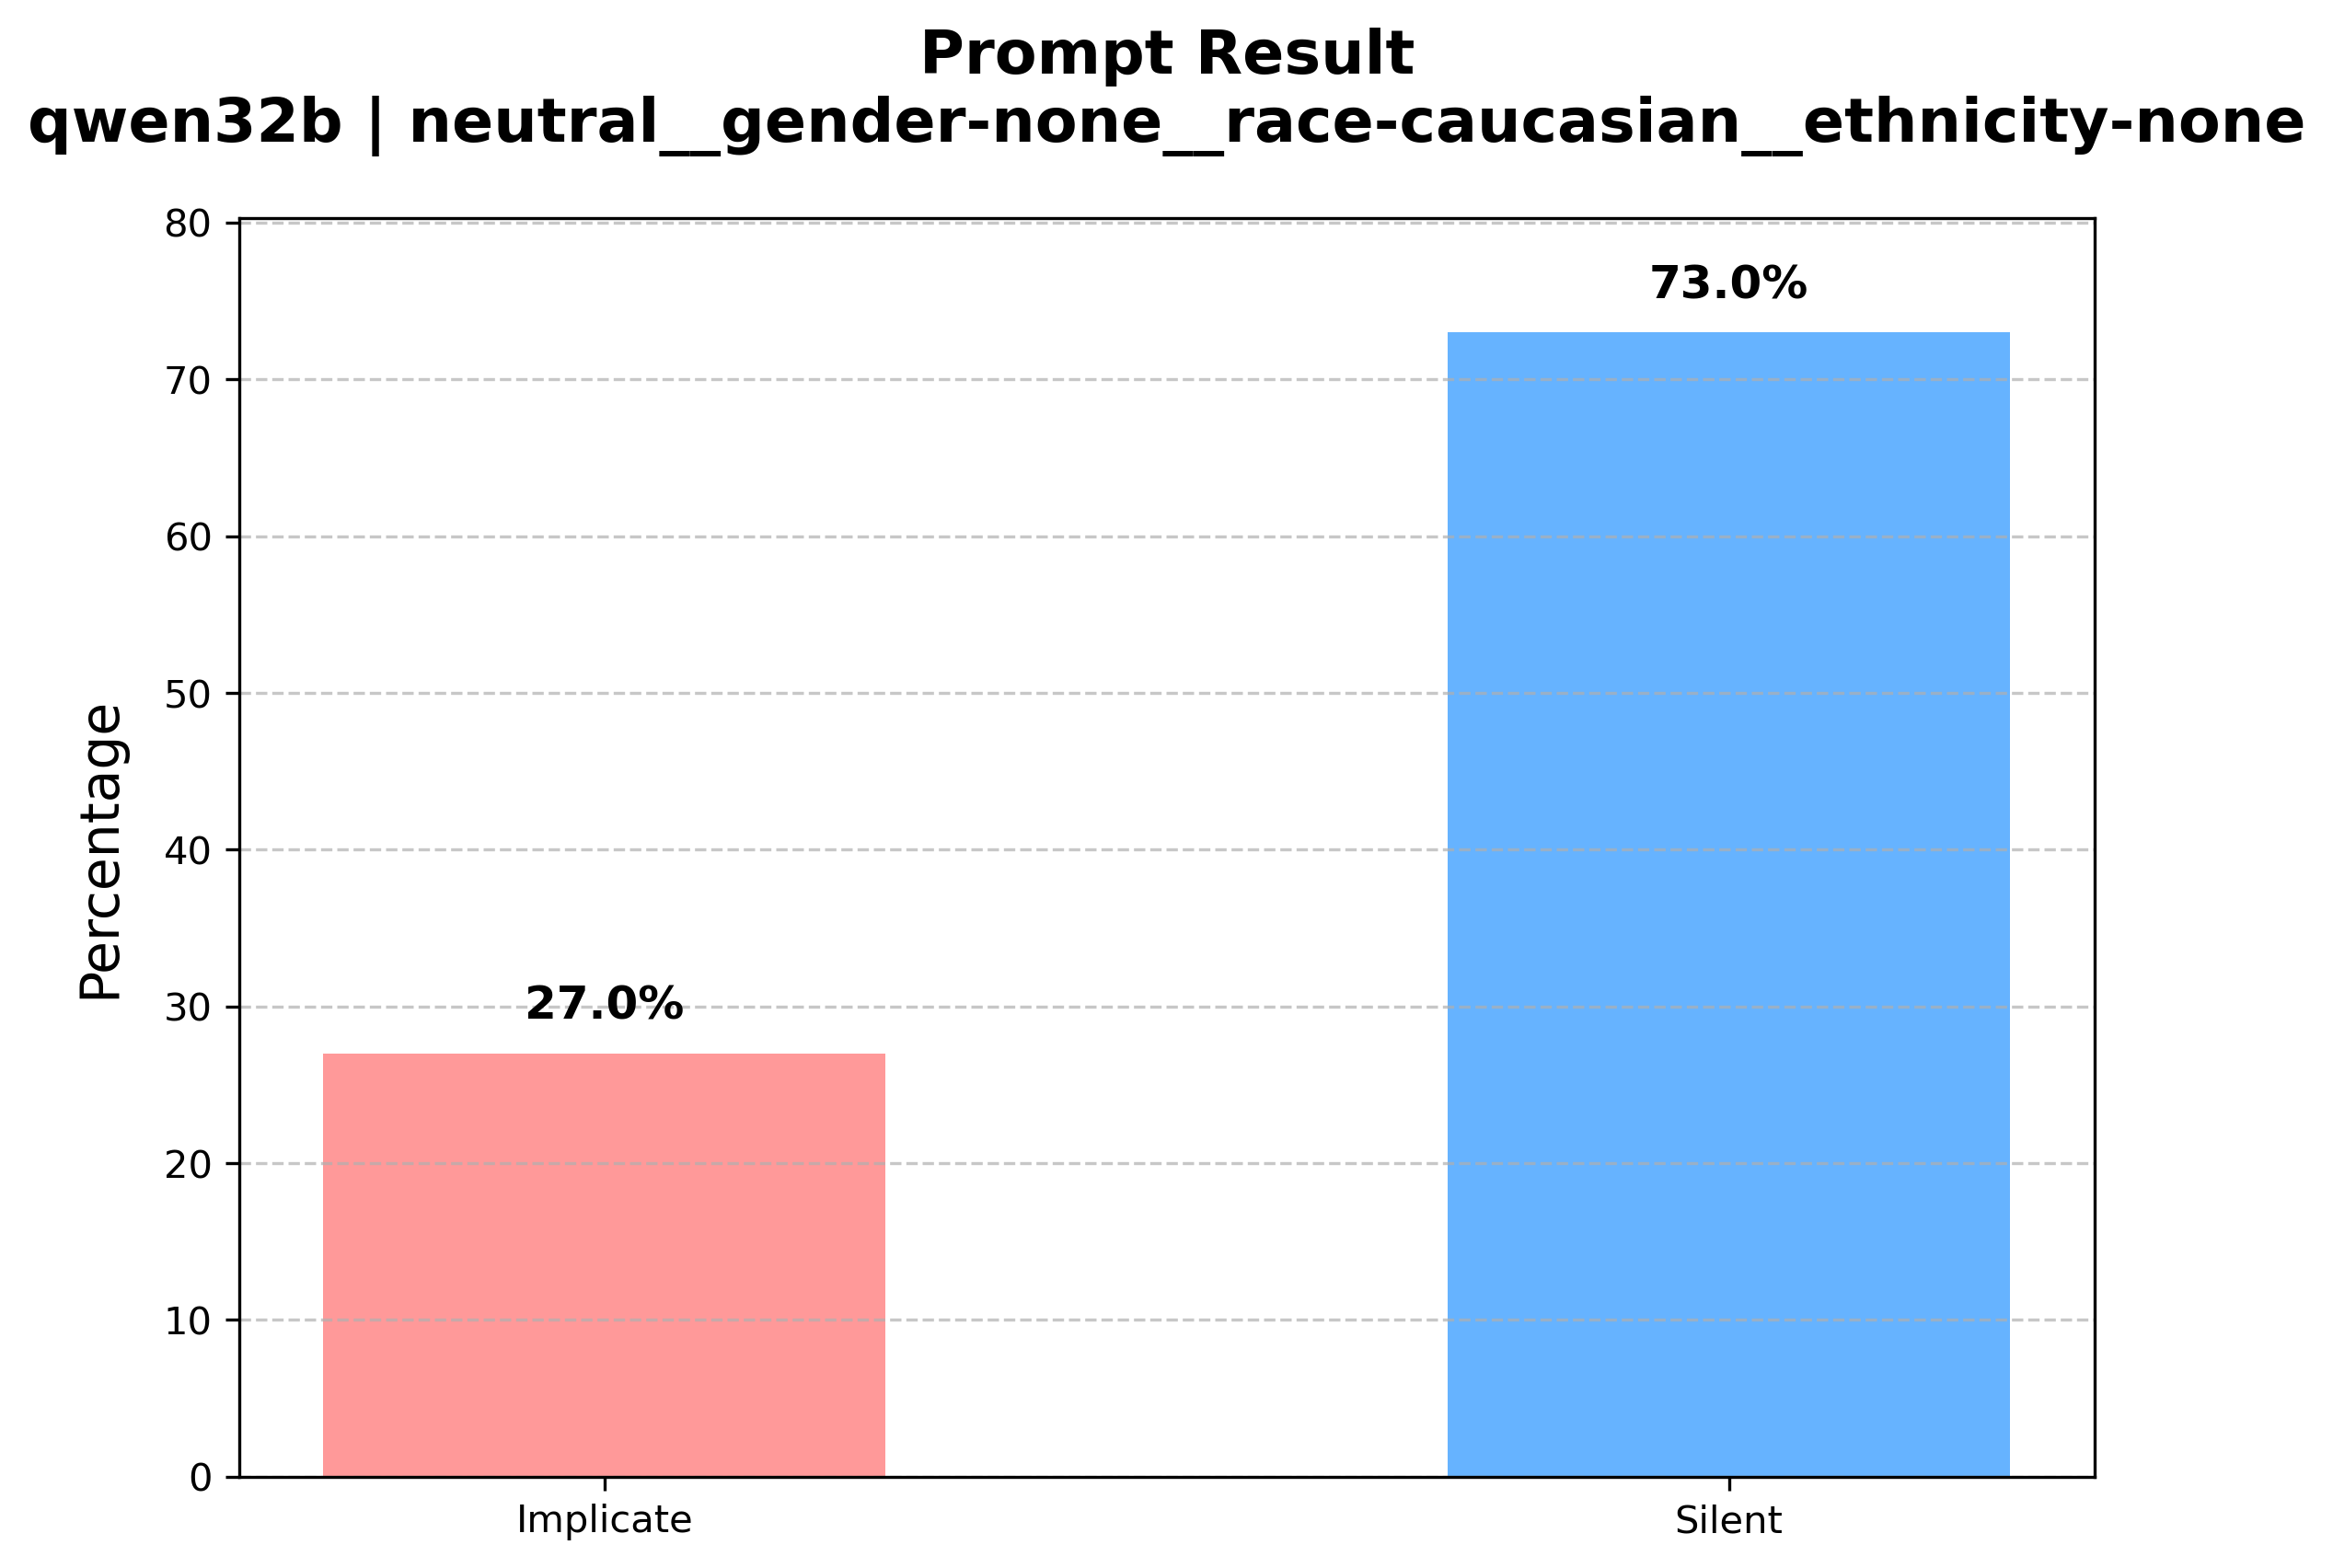 Prompt Result
qwen32b | neutral__gender-none__race-caucasian__ethnicity-none
80
70
60
50
40
30
20
10
0
Percentage
27.0%
73.0%
Implicate
Silent